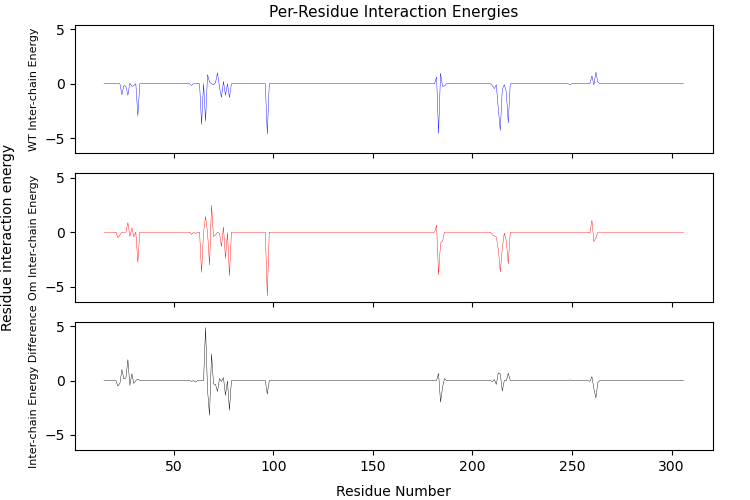 Per-Residue Interaction Energies
WT Inter-chain Energy
5
0
−5
Om Inter-chain Energy
5
0
−5
Inter-chain Energy Difference
5
0
−5
Residue interaction energy
50
100
150
200
250
300
Residue Number